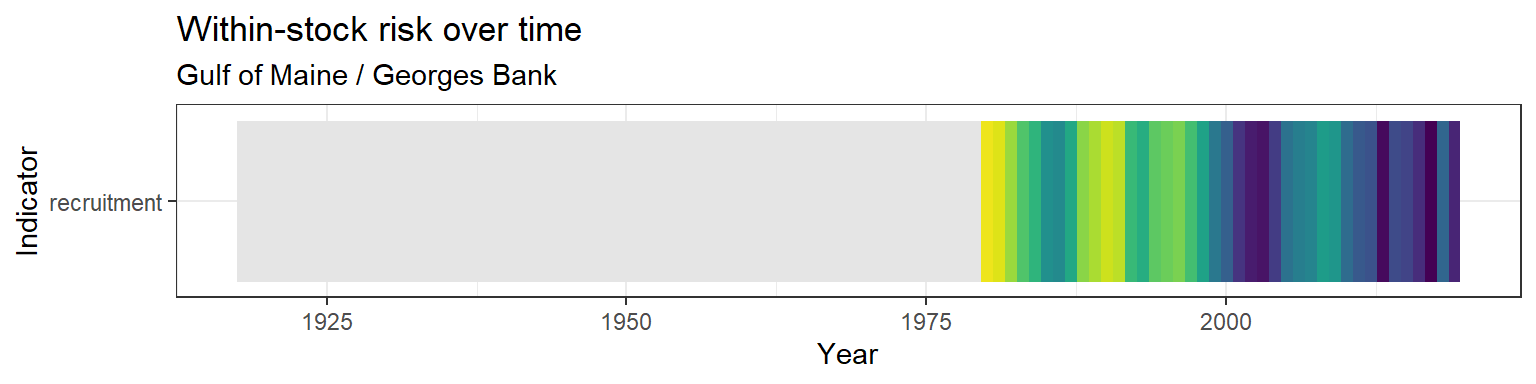 Within-stock risk over time
Gulf of Maine / Georges Bank
Indicator
recruitment
1925 1950 1975 2000
Year